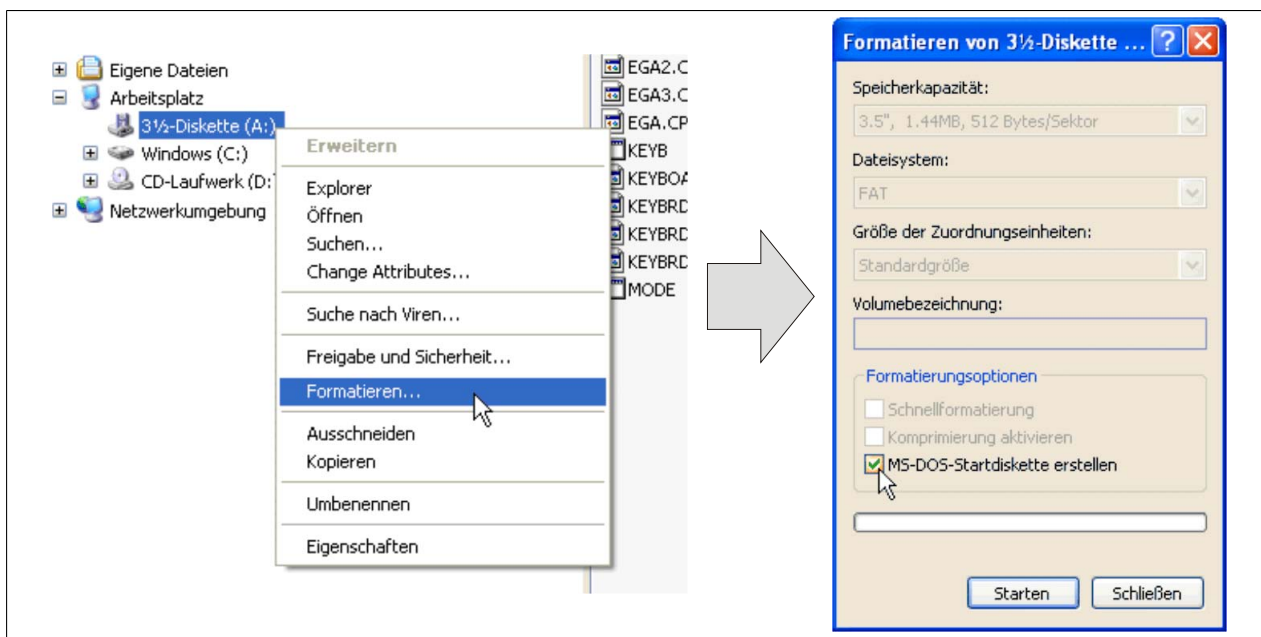 Eigene Dateien
Arbeitsplatz
3½-Diskette (A:)
Windows (C:)
CD-Laufwerk (D:
Netzwerkumgebung
Erweitern
Explorer
Öffnen
Suchen...
Change Attributes...
Suche nach Viren...
Freigabe und Sicherheit...
Formatieren...
Ausschneiden
Kopieren
Umbenennen
Eigenschaften
EGA2.C
EGA3.C
EGA.CP
KEYB
KEYBOA
KEYBRD
KEYBRD
KEYBRD
MODE
Formatieren von 3½-Diskette ...
Speicherkapazität:
3.5", 1.44MB, 512 Bytes/Sektor
Dateisystem:
FAT
Größe der Zuordnungseinheiten:
Standardgröße
Volumebezeichnung:
Formatierungsoptionen
Schnellformatierung
Komprimierung aktivieren
MS-DOS-Startdiskette erstellen
Starten
Schließen